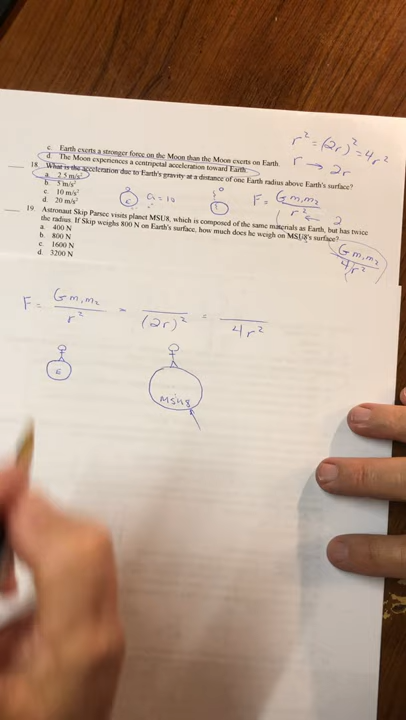 c. Earth exerts a stronger force on the Moon than the Moon exerts on Earth.
d. The Moon experiences a centripetal acceleration toward Earth.
r² = (2r)² = 4r²
r → 2r
18. What is the acceleration due to Earth's gravity at a distance of one Earth radius above Earth's surface?
a. 2.5 m/s²
b. 5 m/s²
c. 10 m/s²
d. 20 m/s²
a = 10
F = Gm₁m₂
r² ← 2
19. Astronaut Skip Parsec visits planet MSU8, which is composed of the same materials as Earth, but has twice
the radius. If Skip weighs 800 N on Earth's surface, how much does he weigh on MSU8's surface?
a. 400 N
b. 800 N
c. 1600 N
d. 3200 N
Gm₁m₂
4r²
F = Gm₁m₂ / r² = / (2r)² = / 4r²
E
MSU8